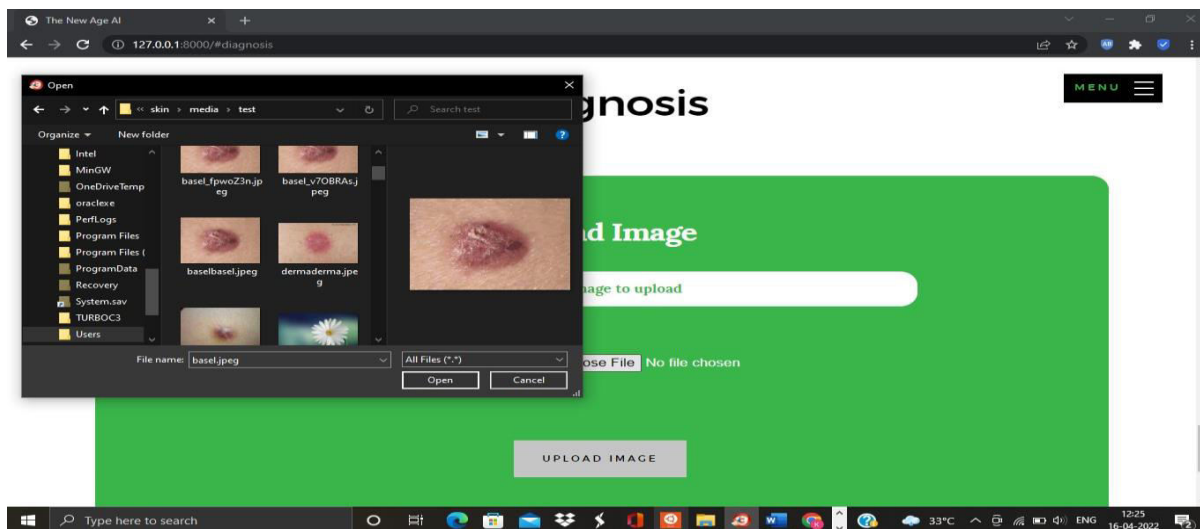 The New Age AI
127.0.0.1:8000/#diagnosis
gnosis
MENU
Open
« skin › media › test
Search test
Organize
New folder
Intel
MinGW
OneDriveTemp
oraclexe
PerfLogs
Program Files
Program Files (
ProgramData
Recovery
System.sav
TURBOC3
Users
basel_fpwoZ3n.jp
eg
basel_v7OBRAs.j
peg
baselbasel.jpeg
dermaderma.jpe
g
File name: basel.jpeg
All Files (*.*)
Open
Cancel
d Image
age to upload
ose File No file chosen
UPLOAD IMAGE
Type here to search
33°C
ENG
12:25
16-04-2022